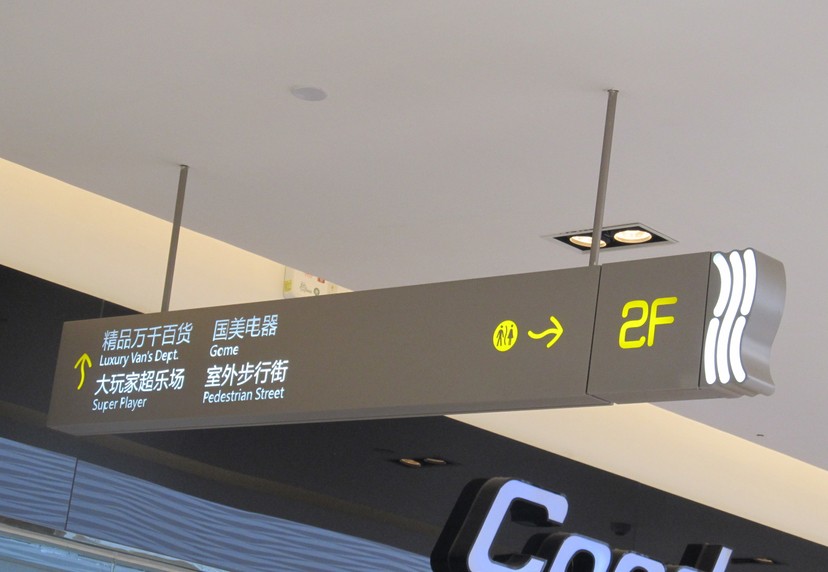 精品万千百货
Luxury Van's Dept.
大玩家超乐场
Super Player
国美电器
Gome
室外步行街
Pedestrian Street
2F